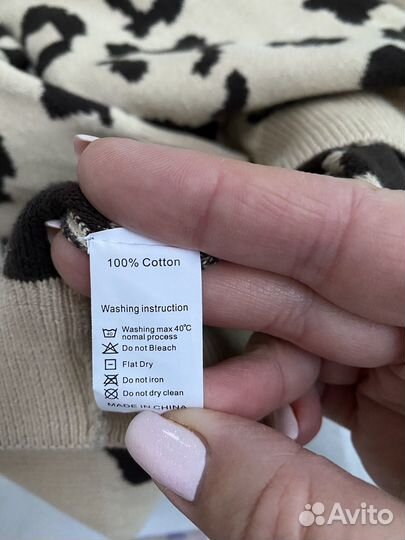 100% Cotton
Washing instruction
40
Washing max 40°C
nomal process
Do not Bleach
Flat Dry
Do not iron
Do not dry clean
MADE IN CHINA
Avito